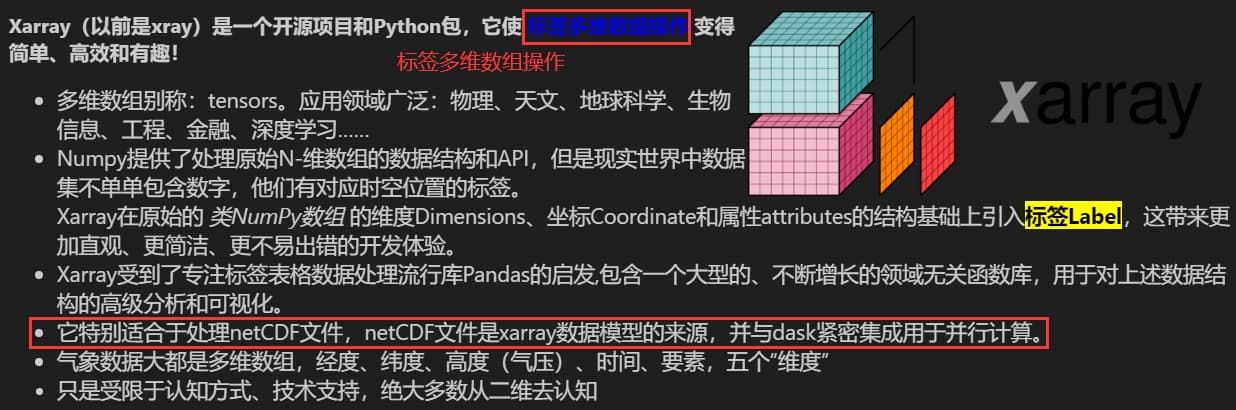 Xarray（以前是xray）是一个开源项目和Python包，它使 标签多维数组操作 变得
简单、高效和有趣！
标签多维数组操作
xarray
• 多维数组别称：tensors。应用领域广泛：物理、天文、地球科学、生物
信息、工程、金融、深度学习......
• Numpy提供了处理原始N-维数组的数据结构和API，但是现实世界中数据
集不单单包含数字，他们有对应时空位置的标签。
Xarray在原始的 类NumPy数组 的维度Dimensions、坐标Coordinate和属性attributes的结构基础上引入标签Label，这带来更
加直观、更简洁、更不易出错的开发体验。
• Xarray受到了专注标签表格数据处理流行库Pandas的启发,包含一个大型的、不断增长的领域无关函数库，用于对上述数据结
构的高级分析和可视化。
• 它特别适合于处理netCDF文件，netCDF文件是xarray数据模型的来源，并与dask紧密集成用于并行计算。
• 气象数据大都是多维数组，经度、纬度、高度（气压）、时间、要素，五个“维度”
• 只是受限于认知方式、技术支持，绝大多数从二维去认知